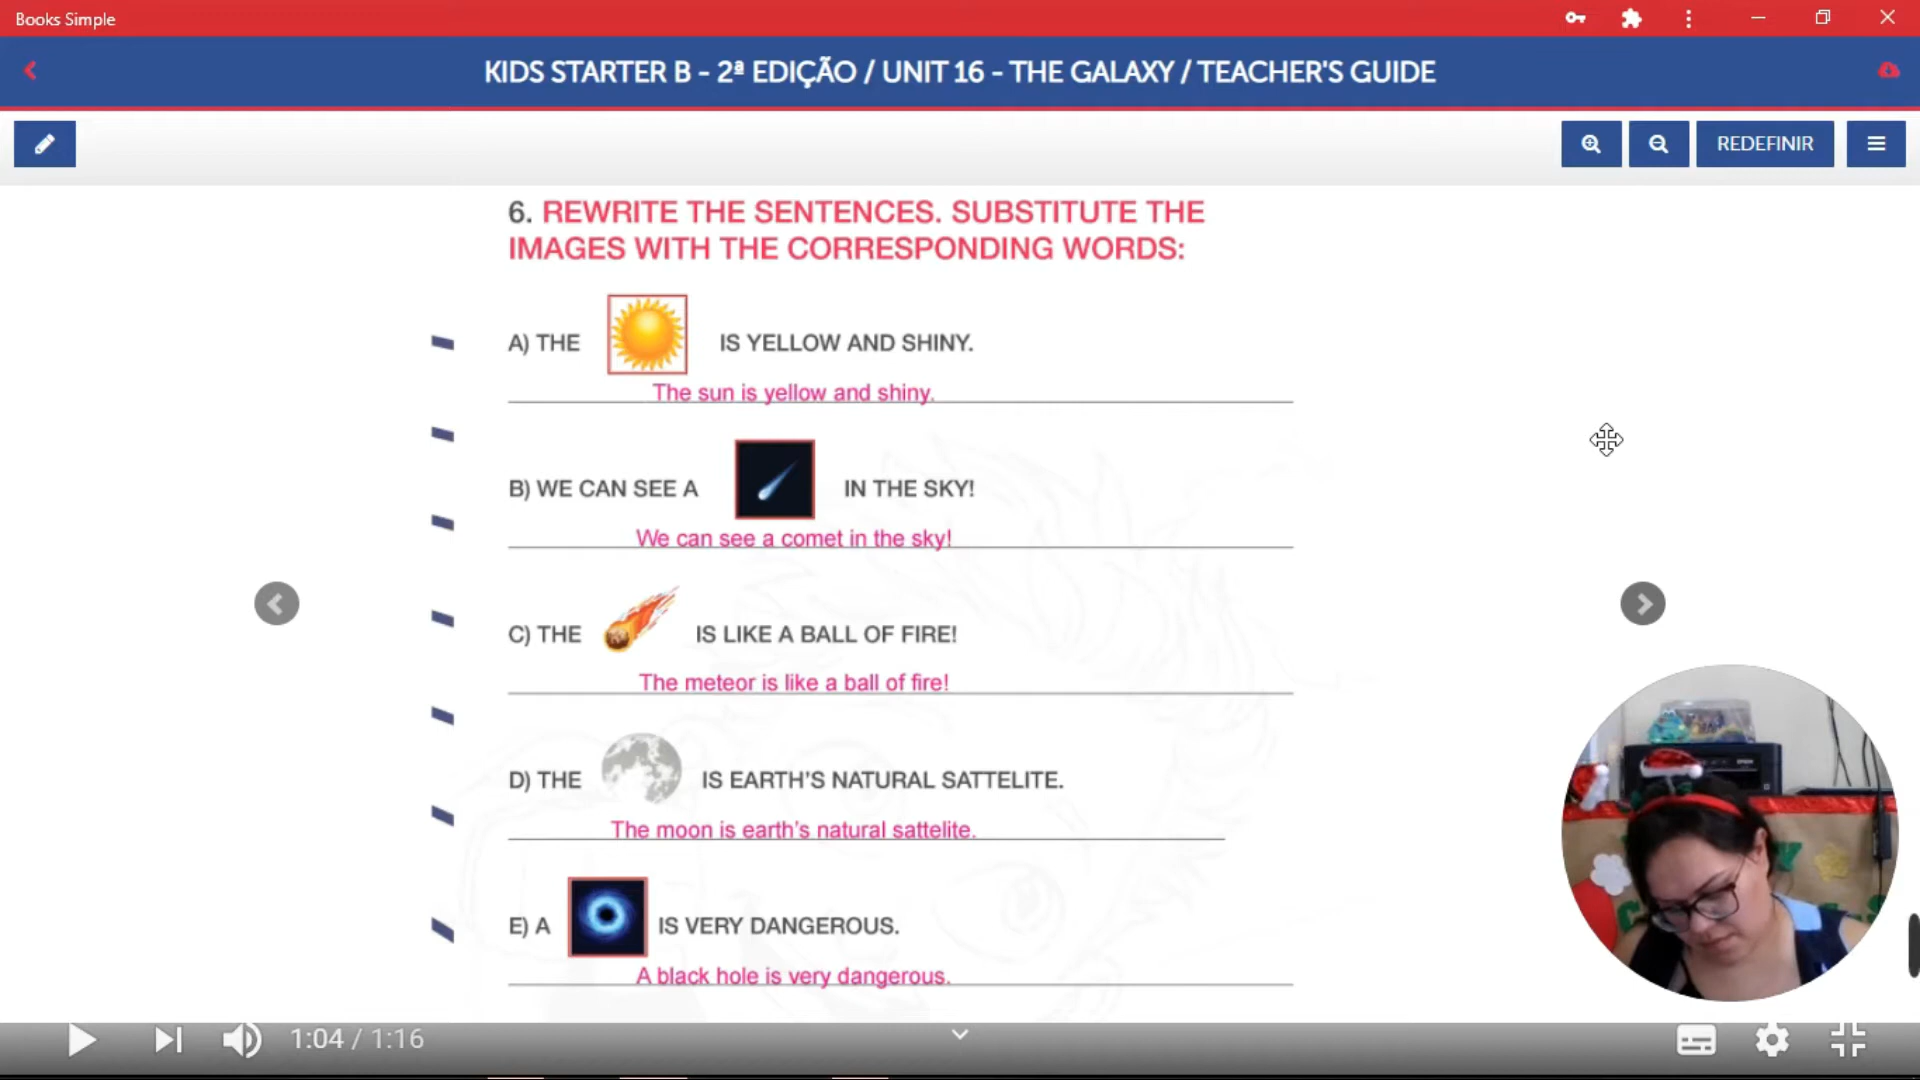 Books Simple
KIDS STARTER B - 2ª EDIÇÃO / UNIT 16 - THE GALAXY / TEACHER'S GUIDE
REDEFINIR
6. REWRITE THE SENTENCES. SUBSTITUTE THE
IMAGES WITH THE CORRESPONDING WORDS:
A) THE IS YELLOW AND SHINY.
The sun is yellow and shiny.
B) WE CAN SEE A IN THE SKY!
We can see a comet in the sky!
C) THE IS LIKE A BALL OF FIRE!
The meteor is like a ball of fire!
D) THE IS EARTH'S NATURAL SATTELITE.
The moon is earth's natural sattelite.
E) A IS VERY DANGEROUS.
A black hole is very dangerous.
1:04 / 1:16